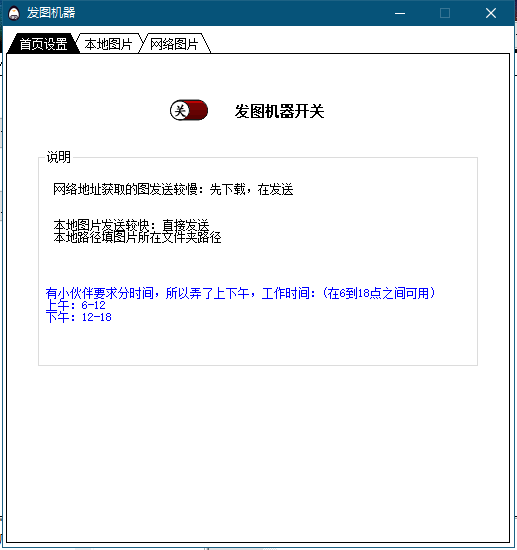 发图机器
首页设置 本地图片 网络图片
关 发图机器开关
说明
网络地址获取的图发送较慢：先下载，在发送
本地图片发送较快：直接发送
本地路径填图片所在文件夹路径
有小伙伴要求分时间，所以弄了上下午，工作时间：(在6到18点之间可用)
上午：6-12
下午：12-18